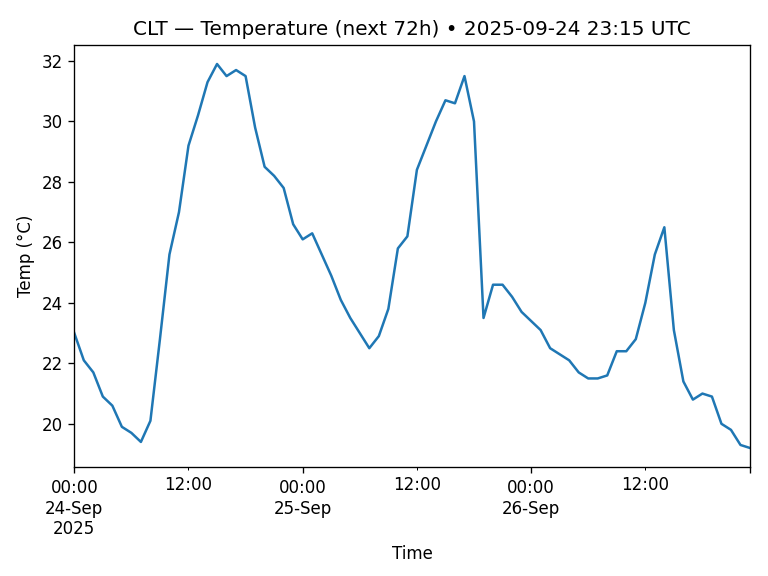 CLT — Temperature (next 72h) • 2025-09-24 23:15 UTC
32
30
28
26
24
22
20
Temp (°C)
00:00 12:00 00:00 12:00 00:00 12:00
24-Sep 25-Sep 26-Sep
2025
Time